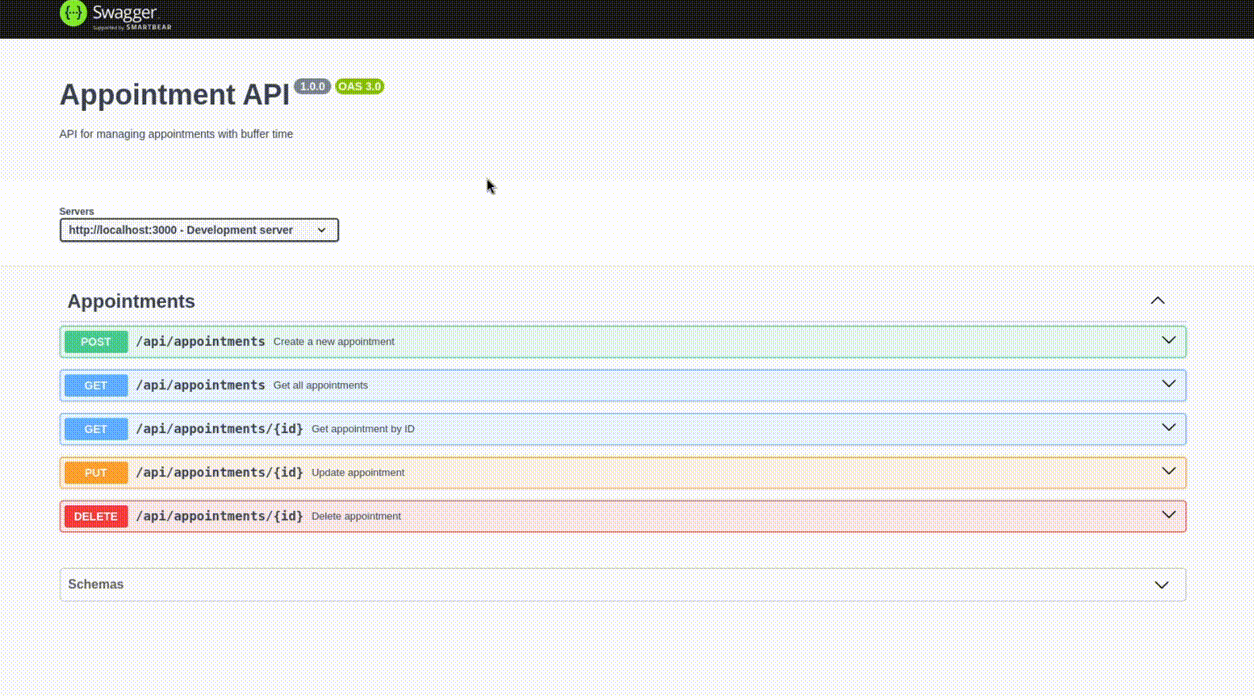 Swagger.
Supported by SMARTBEAR
Appointment API 1.0.0 OAS 3.0
API for managing appointments with buffer time
Servers
http://localhost:3000 - Development server
Appointments
POST /api/appointments Create a new appointment
GET /api/appointments Get all appointments
GET /api/appointments/{id} Get appointment by ID
PUT /api/appointments/{id} Update appointment
DELETE /api/appointments/{id} Delete appointment
Schemas